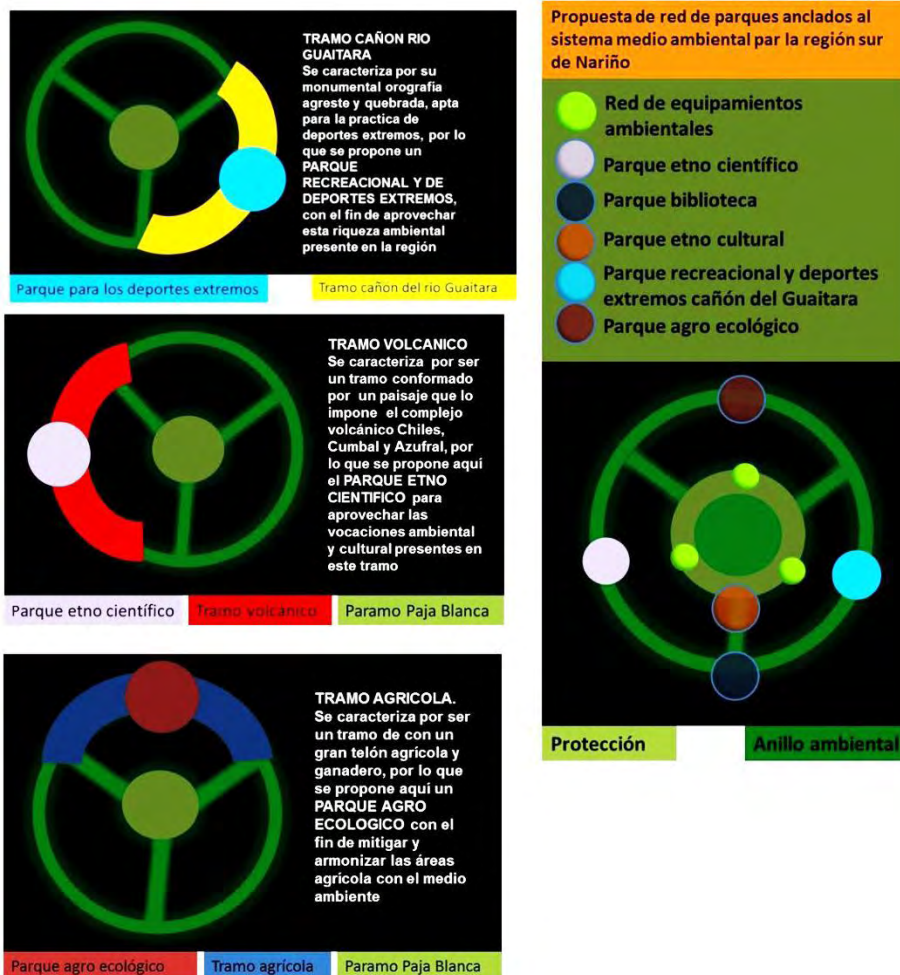 TRAMO CAÑON RIO
GUAITARA
Se caracteriza por su
monumental orografia
agreste y quebrada, apta
para la practica de
deportes extremos, por lo
que se propone un
PARQUE
RECREACIONAL Y DE
DEPORTES EXTREMOS,
con el fin de aprovechar
esta riqueza ambiental
presente en la región
Parque para los deportes extremos
Tramo cañon del rio Guaitara
TRAMO VOLCANICO
Se caracteriza por ser
un tramo conformado
por un paisaje que lo
impone el complejo
volcánico Chiles,
Cumbal y Azufral, por
lo que se propone aquí
el PARQUE ETNO
CIENTIFICO para
aprovechar las
vocaciones ambiental
y cultural presentes en
este tramo
Parque etno científico
Tramo volcánico
Paramo Paja Blanca
TRAMO AGRICOLA.
Se caracteriza por ser
un tramo de con un
gran telón agrícola y
ganadero, por lo que
se propone aquí un
PARQUE AGRO
ECOLOGICO con el
fin de mitigar y
armonizar las áreas
agrícola con el medio
ambiente
Parque agro ecológico
Tramo agrícola
Paramo Paja Blanca
Propuesta de red de parques anclados al
sistema medio ambiental par la región sur
de Nariño
Red de equipamientos
ambientales
Parque etno científico
Parque biblioteca
Parque etno cultural
Parque recreacional y deportes
extremos cañón del Guaitara
Parque agro ecológico
Protección
Anillo ambiental